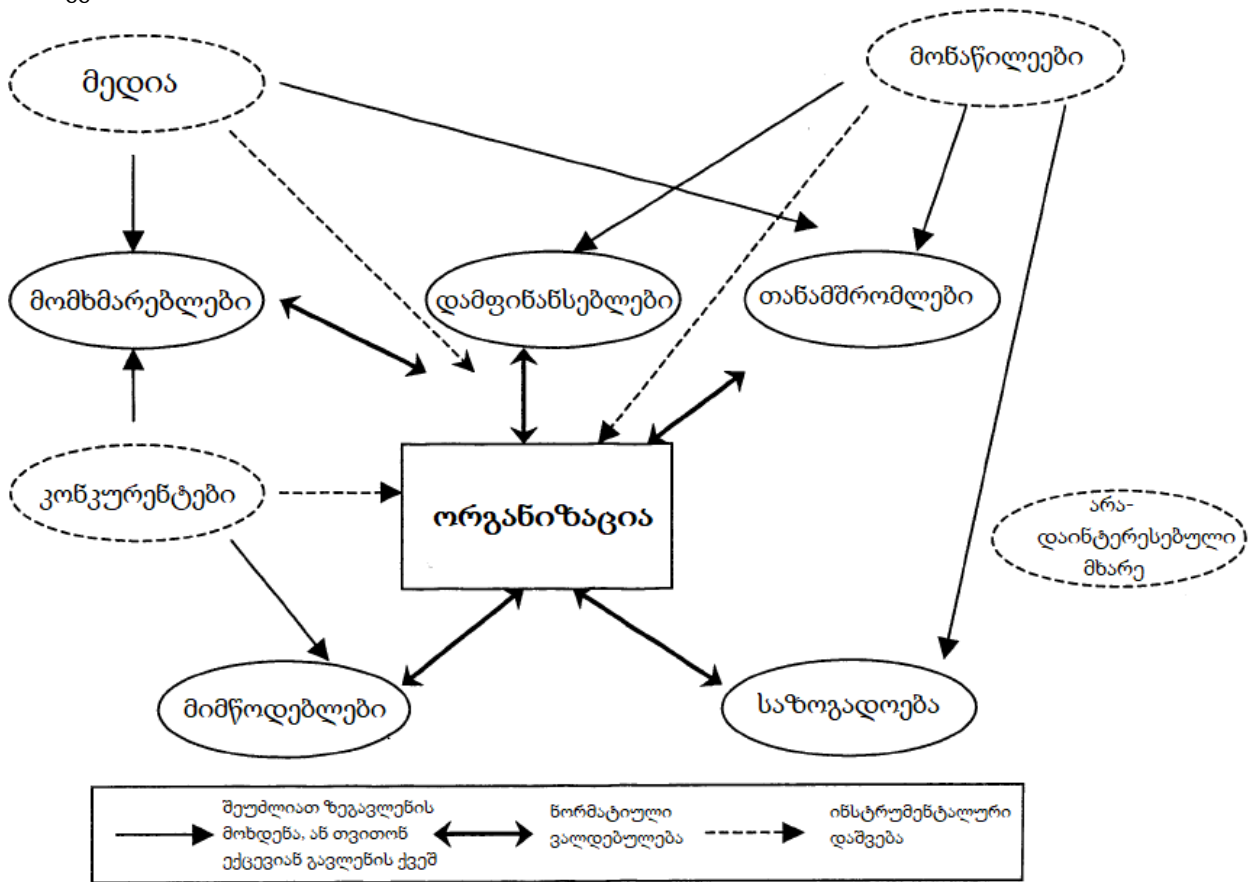 მედია
მონაწილეები
მომხმარებლები
დამფინანსებლები
თანამშრომლები
კონკურენტები
ორგანიზაცია
არა-
დაინტერესებული
მხარე
მიმწოდებლები
საზოგადოება
შეუძლიათ ზეგავლენის
მოხდენა, ან თვითონ
ექცევიან გავლენის ქვეშ
ნორმატიული
ვალდებულება
ინსტრუმენტალური
დაშვება